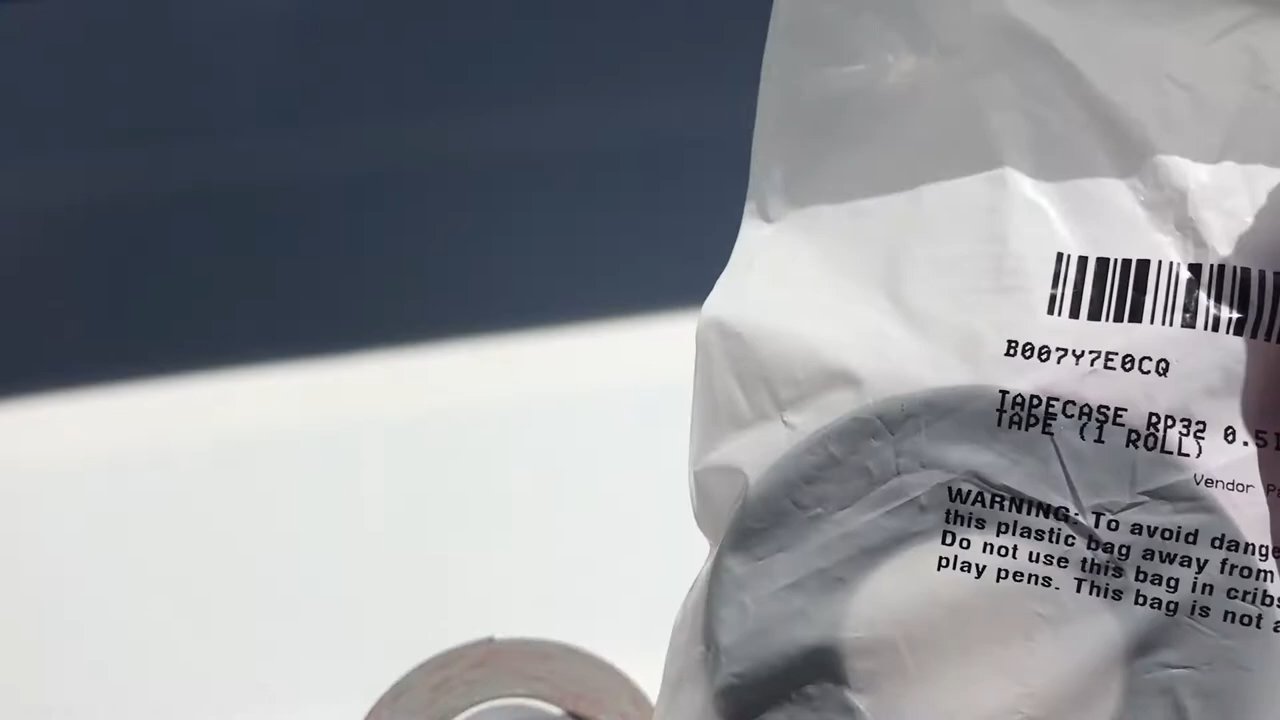 B007Y7E0CQ
TAPECASE RP32 0.5
TAPE (1 ROLL)
Vendor
WARNING: To avoid dange
this plastic bag away from
Do not use this bag in cribs
play pens. This bag is not a